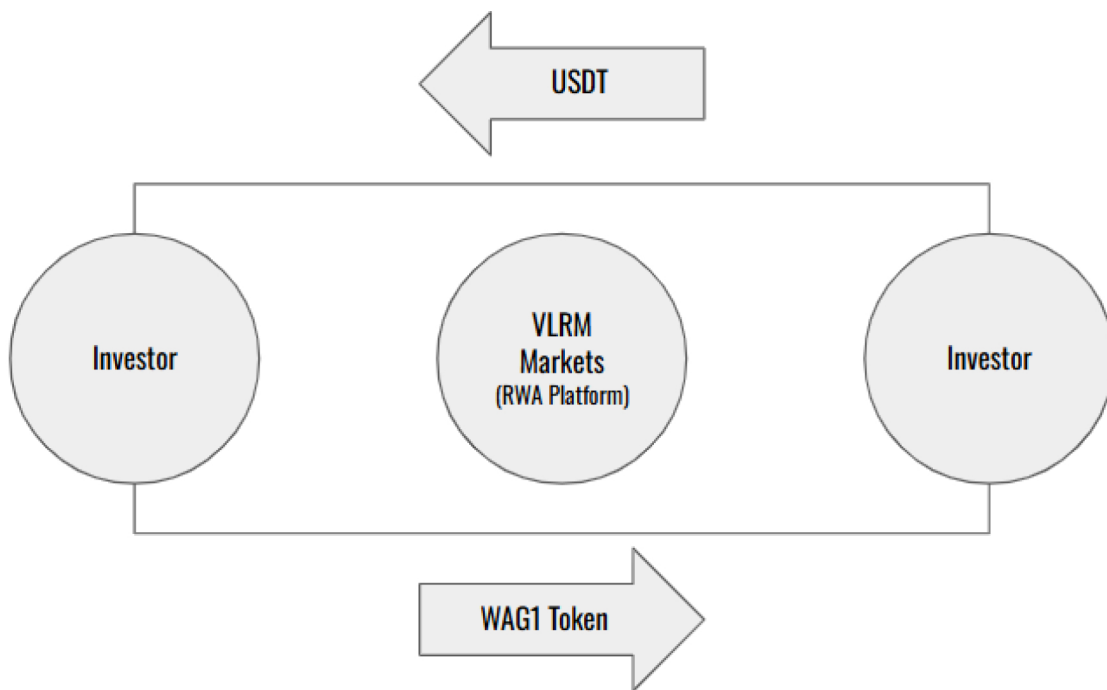 USDT
Investor
VLRM
Markets
(RWA Platform)
Investor
WAG1 Token